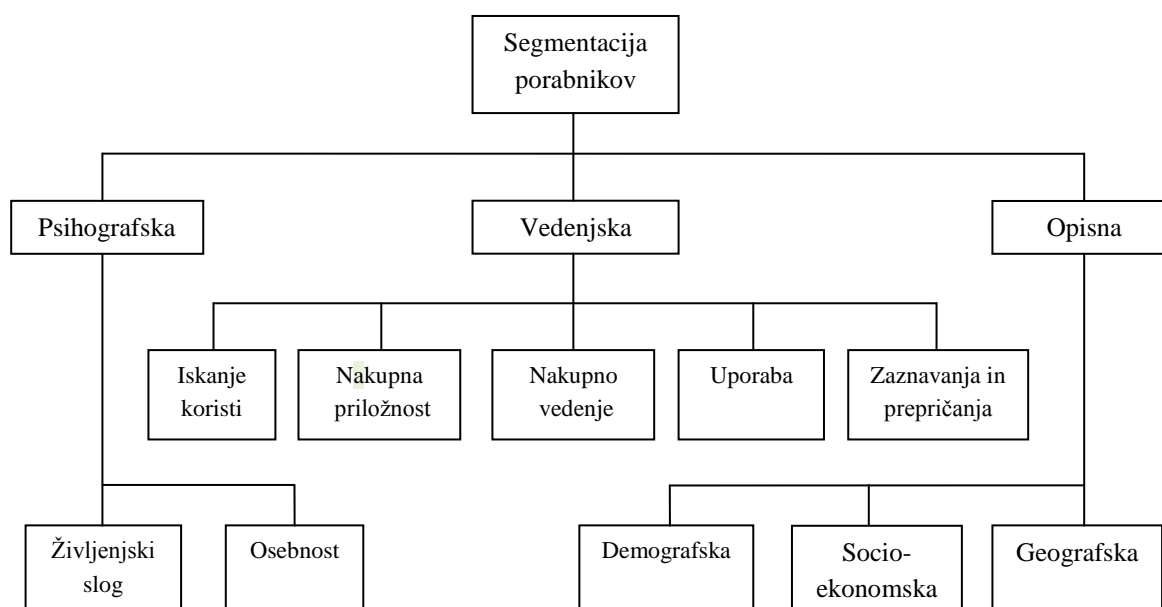 Segmentacija
porabnikov
Psihografska
Vedenjska
Opisna
Iskanje
koristi
Nakupna
priložnost
Nakupno
vedenje
Uporaba
Zaznavanja in
prepričanja
Življenjski
slog
Osebnost
Demografska
Socio-
ekonomska
Geografska